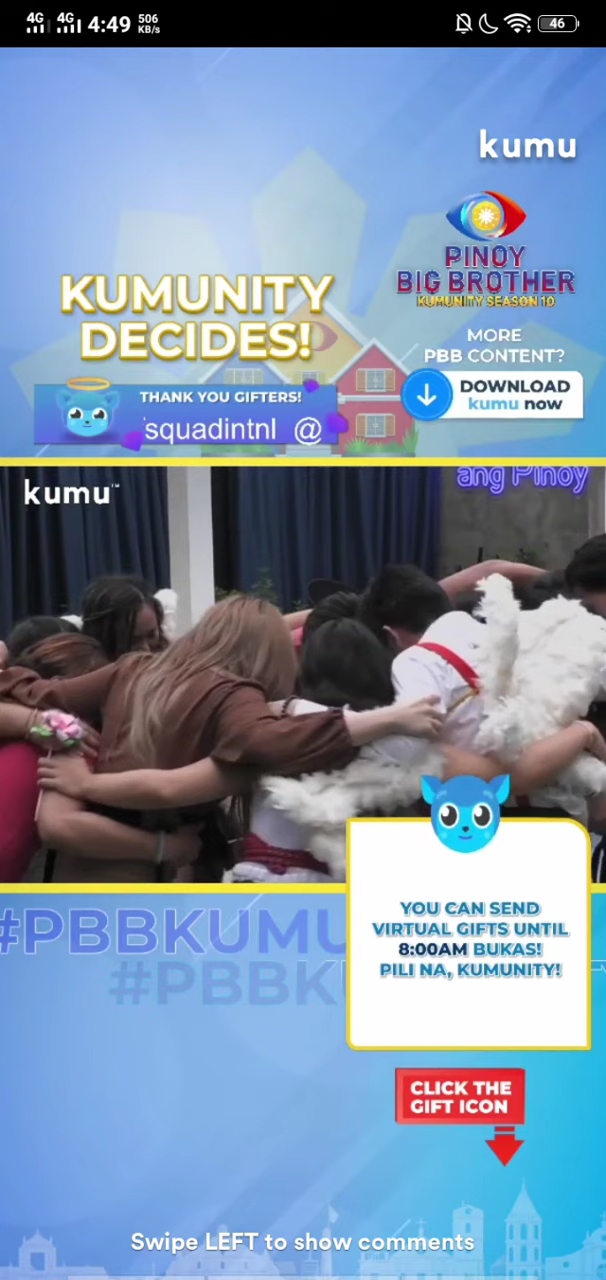 4G 4G 4:49 506 KB/s 46
kumu
PINOY
BIG BROTHER
KUMUNITY SEASON 10
KUMUNITY
DECIDES!
MORE
PBB CONTENT?
DOWNLOAD
kumu now
THANK YOU GIFTERS!
squadintnl @
ang Pinoy
kumu™
YOU CAN SEND
VIRTUAL GIFTS UNTIL
8:00AM BUKAS!
PILI NA, KUMUNITY!
#PBBKUMU
#PBBK
CLICK THE
GIFT ICON
Swipe LEFT to show comments